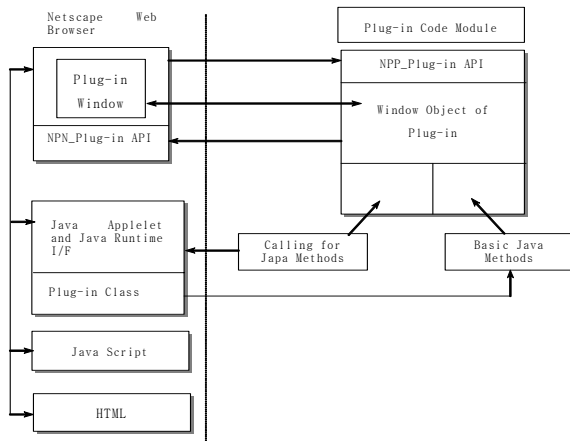 Netscape Web
Browser
Plug-in
Window
NPN_Plug-in API
Plug-in Code Module
NPP_Plug-in API
Window Object of
Plug-in
Java Applelet
and Java Runtime
I/F
Plug-in Class
Calling for
Japa Methods
Basic Java
Methods
Java Script
HTML